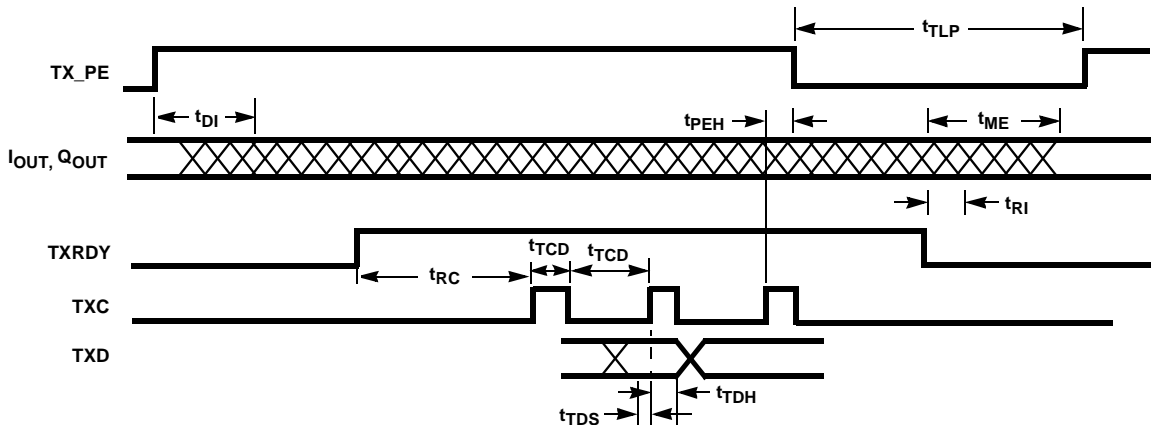 tTLP
TX_PE
tDI
tPEH
tME
IOUT, QOUT
tRI
TXRDY
tTCD
tTCD
tRC
TXC
TXD
tTDH
tTDS